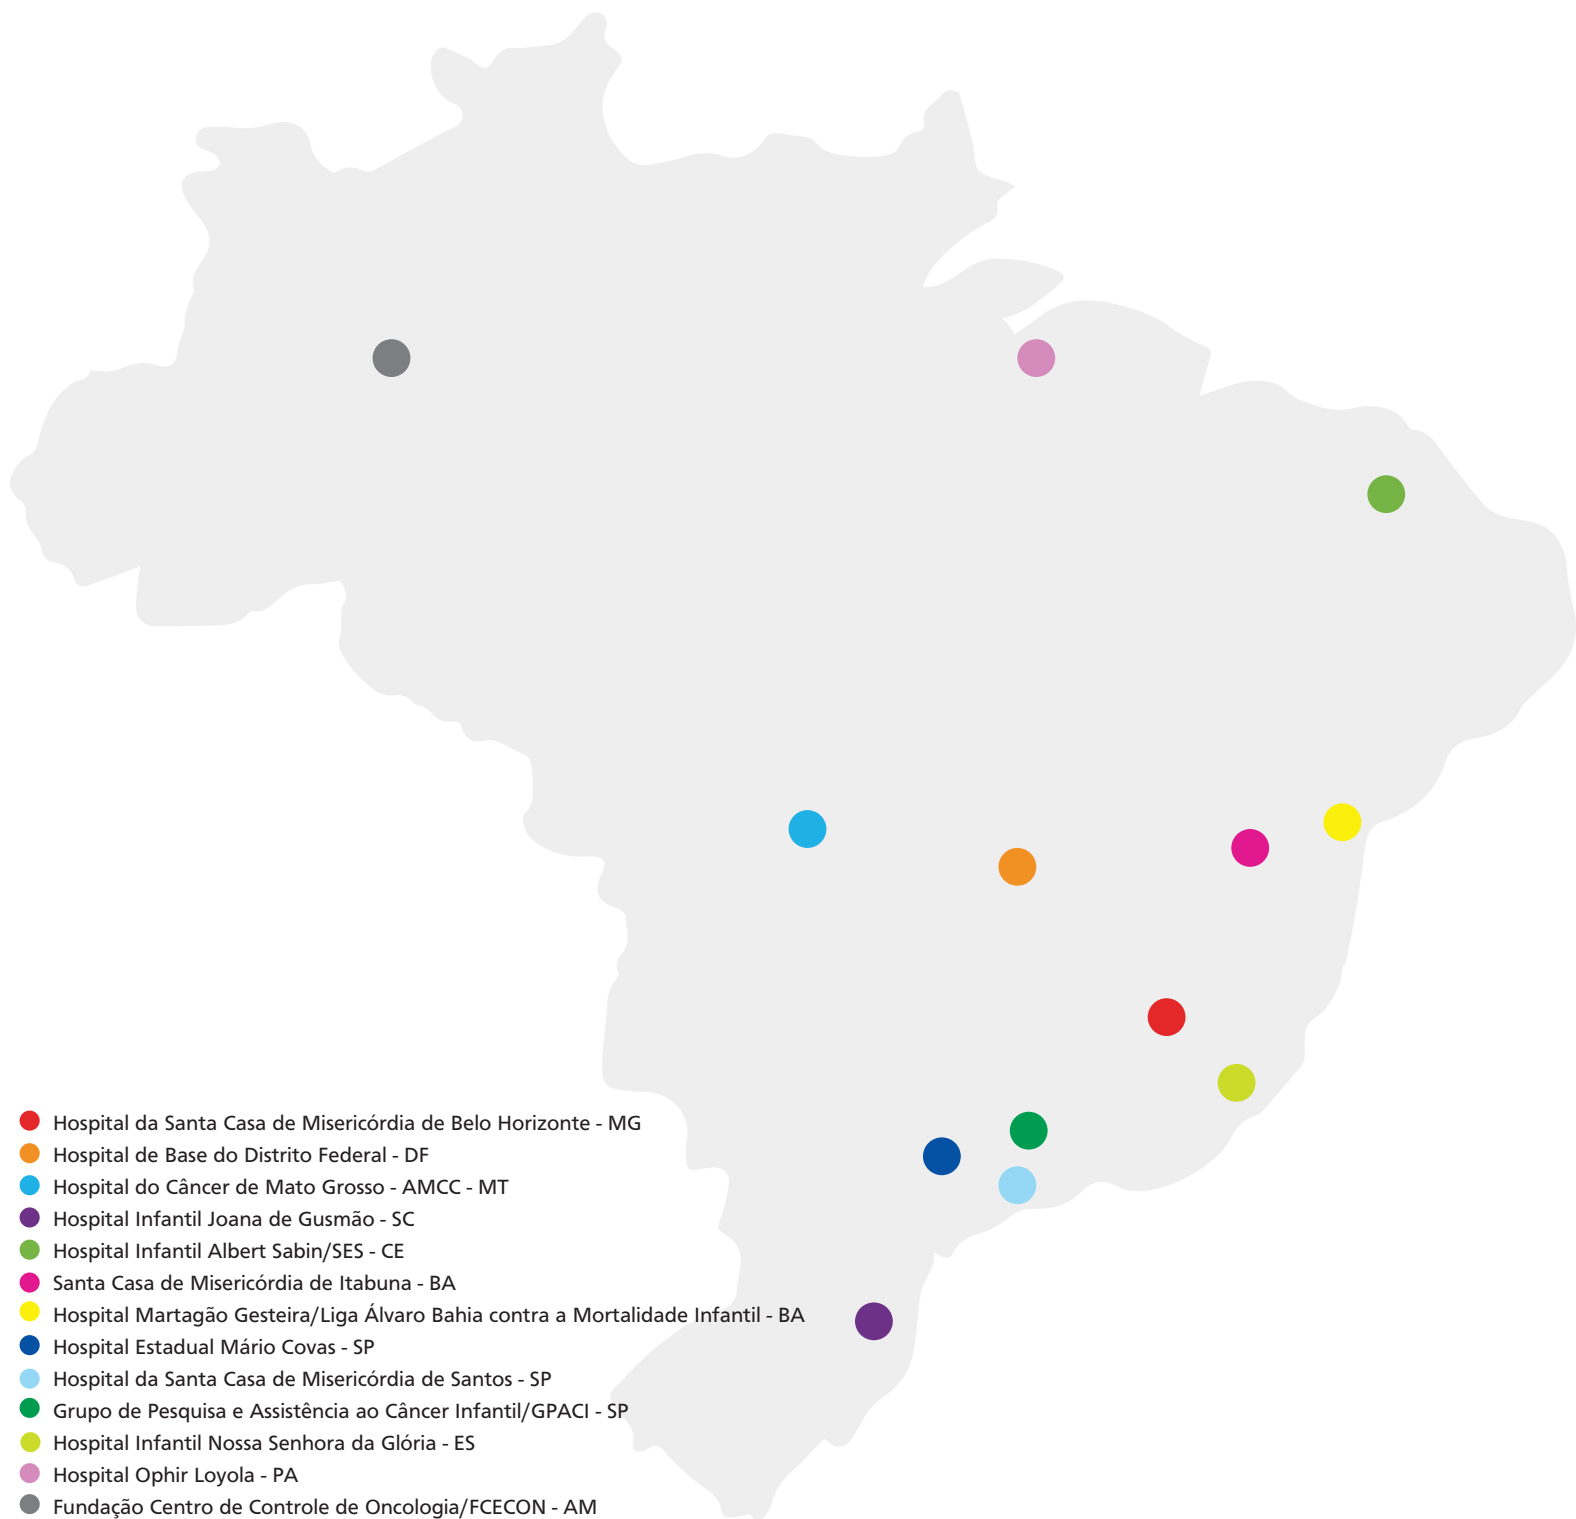 Hospital da Santa Casa de Misericórdia de Belo Horizonte - MG
Hospital de Base do Distrito Federal - DF
Hospital do Câncer de Mato Grosso - AMCC - MT
Hospital Infantil Joana de Gusmão - SC
Hospital Infantil Albert Sabin/SES - CE
Santa Casa de Misericórdia de Itabuna - BA
Hospital Martagão Gesteira/Liga Álvaro Bahia contra a Mortalidade Infantil - BA
Hospital Estadual Mário Covas - SP
Hospital da Santa Casa de Misericórdia de Santos - SP
Grupo de Pesquisa e Assistência ao Câncer Infantil/GPACI - SP
Hospital Infantil Nossa Senhora da Glória - ES
Hospital Ophir Loyola - PA
Fundação Centro de Controle de Oncologia/FCECON - AM